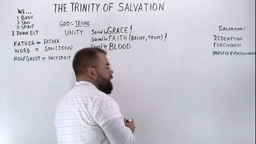 THE TRINITY OF SALVATION
WE...
1 BODY
2 SOUL
3 SPIRIT
1 JOHN 5:7
FATHER = FATHER
WORD = SON (JESUS)
HOLY GHOST = HOLY SPIRIT
GOD: TRIUNE
UNITY
Saved by GRACE!
Saved by FAITH (BELIEF, TRUST)!
Saved by BLOOD
SALVATION:
REDEMPTION
FORGIVENESS
IMPUTED RIGHTEOUSNESS